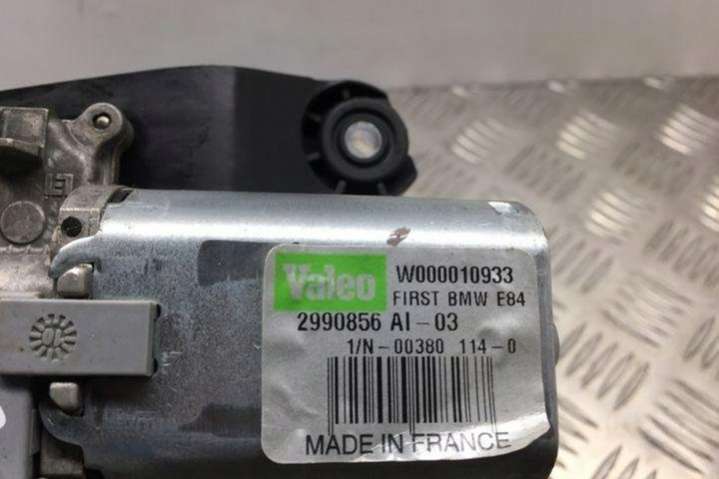 Valeo W000010933
FIRST BMW E84
2990856 AI-03
1/N-00380 114-0
MADE IN FRANCE